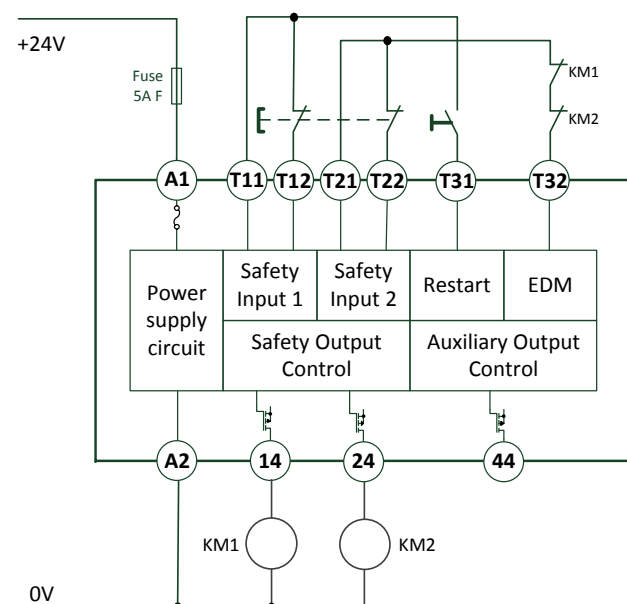 +24V
Fuse
5A F
KM1
KM2
A1
T11
T12
T21
T22
T31
T32
Power
supply
circuit
Safety
Input 1
Safety
Input 2
Restart
EDM
Safety Output
Control
Auxiliary Output
Control
A2
14
24
44
KM1
KM2
0V